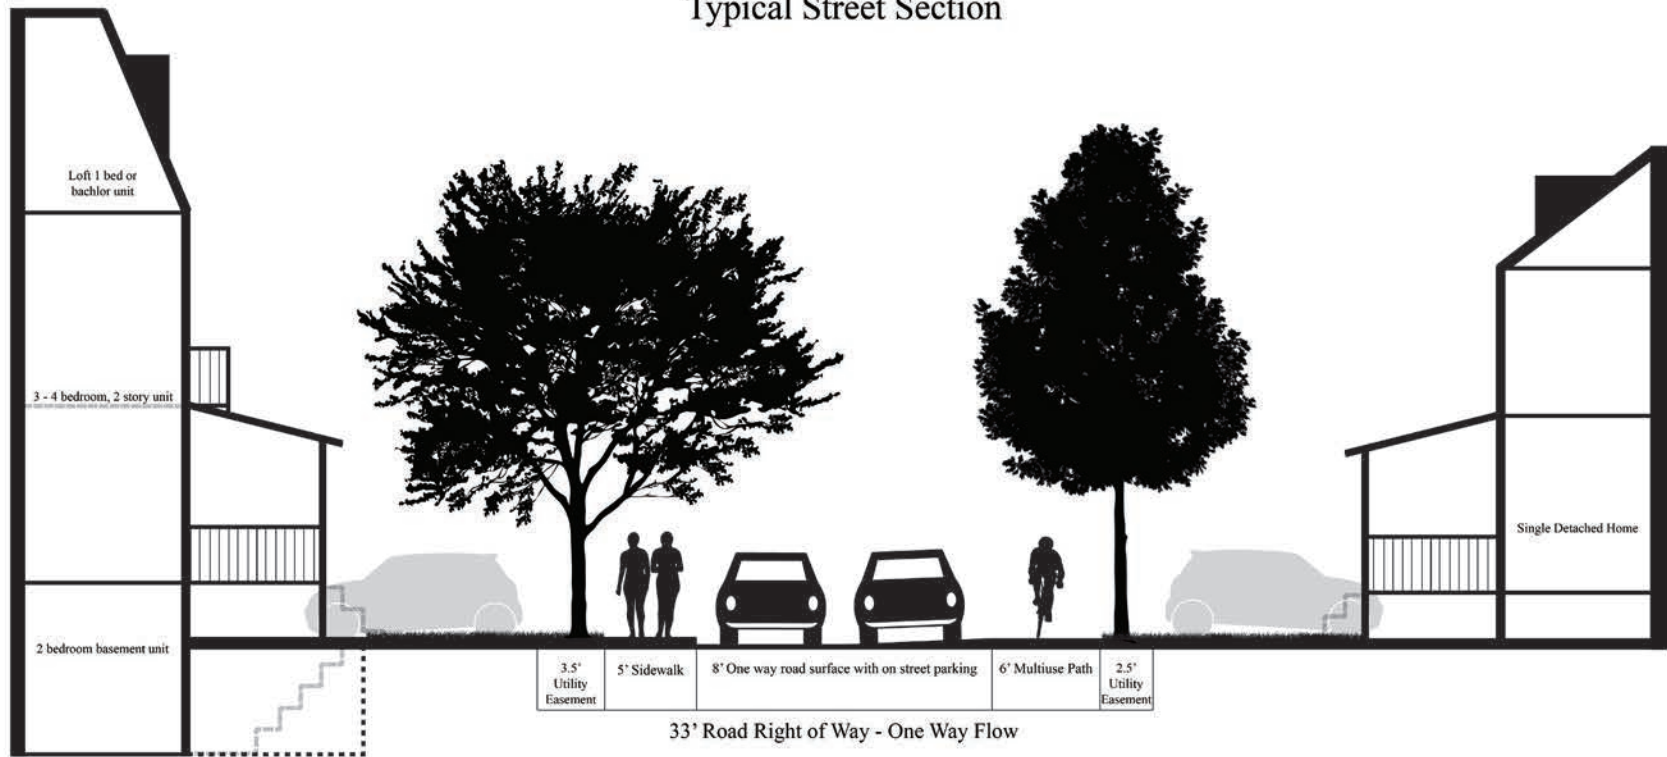 Typical Street Section
Loft 1 bed or
bachlor unit
3 - 4 bedroom, 2 story unit
Single Detached Home
2 bedroom basement unit
3.5'
Utility
Easement
5' Sidewalk
8' One way road surface with on street parking
6' Multiuse Path
2.5'
Utility
Easement
33' Road Right of Way - One Way Flow